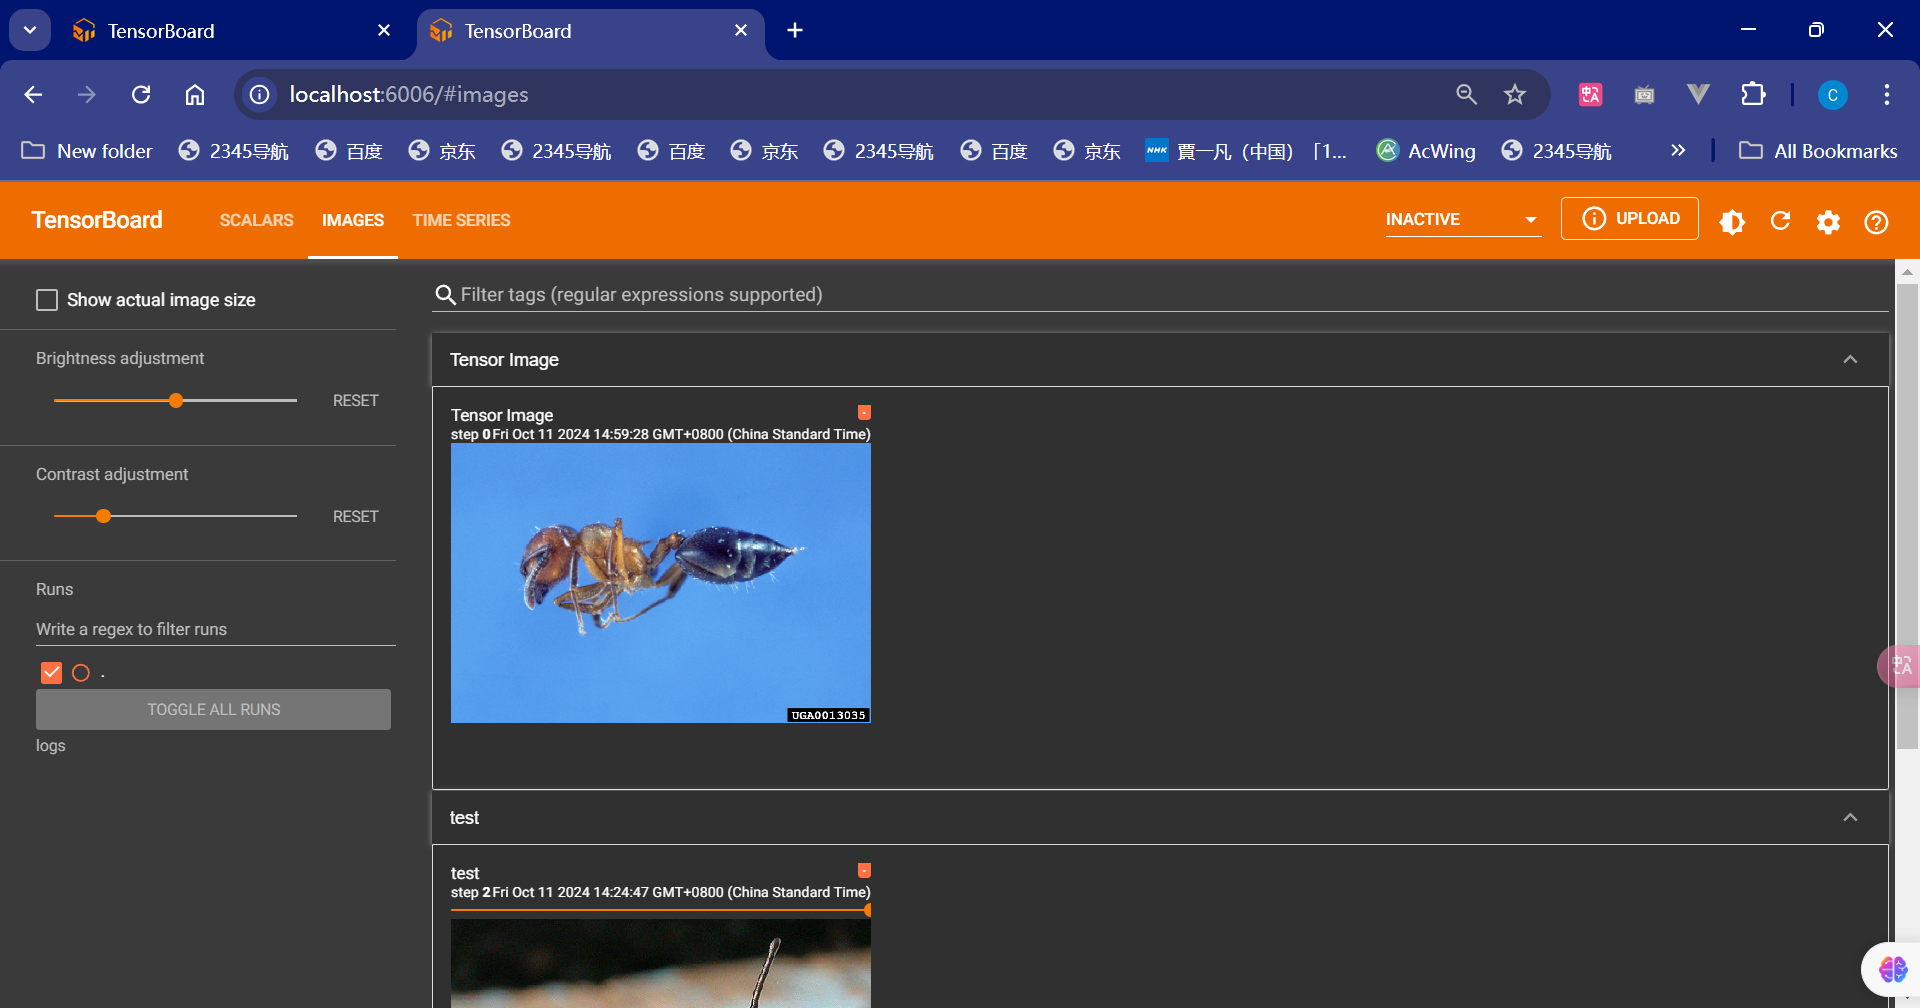 TensorBoard
TensorBoard
localhost:6006/#images
New folder 2345导航 百度 京东 2345导航 百度 京东 2345导航 百度 京东 NHK 賈一凡（中国）「1... AcWing 2345导航 » All Bookmarks
C
TensorBoard SCALARS IMAGES TIME SERIES INACTIVE UPLOAD
Show actual image size
Brightness adjustment
RESET
Contrast adjustment
RESET
Runs
Write a regex to filter runs
.
TOGGLE ALL RUNS
logs
Filter tags (regular expressions supported)
Tensor Image
Tensor Image
step 0 Fri Oct 11 2024 14:59:28 GMT+0800 (China Standard Time)
UGA0013035
test
test
step 2 Fri Oct 11 2024 14:24:47 GMT+0800 (China Standard Time)